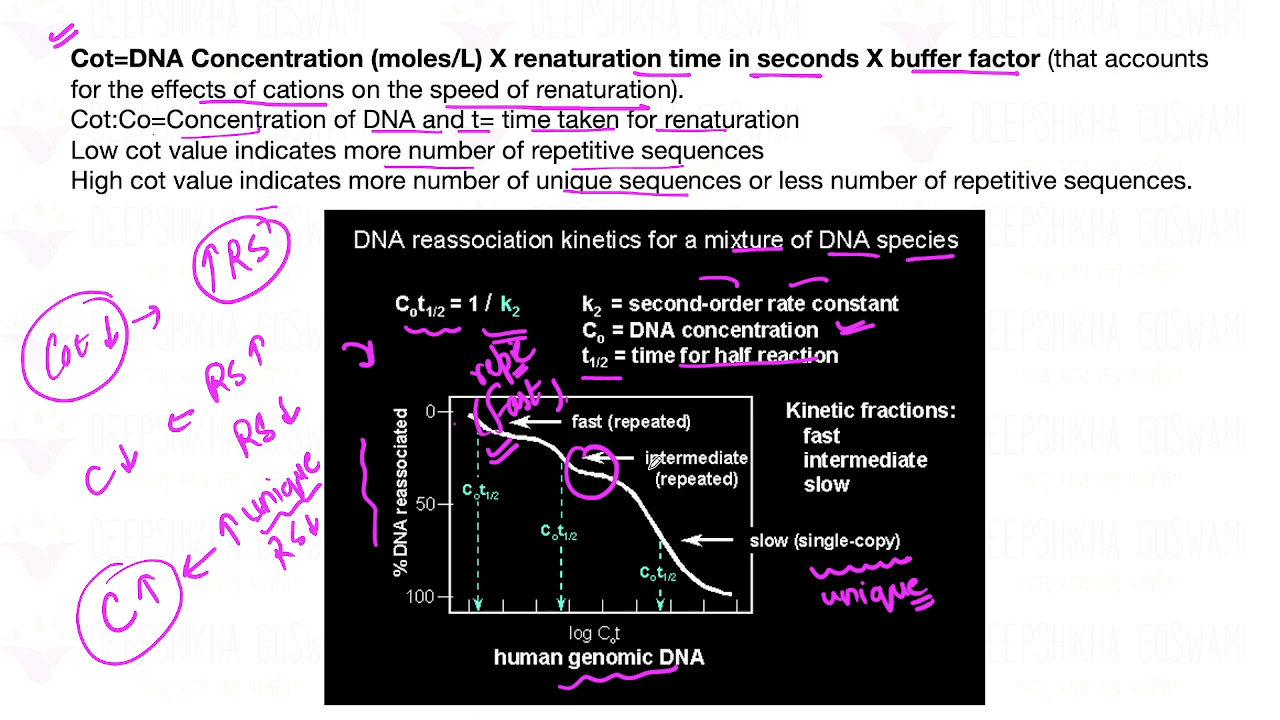 Cot=DNA Concentration (moles/L) X renaturation time in seconds X buffer factor (that accounts
for the effects of cations on the speed of renaturation).
Cot:Co=Concentration of DNA and t= time taken for renaturation
Low cot value indicates more number of repetitive sequences
High cot value indicates more number of unique sequences or less number of repetitive sequences.
DNA reassociation kinetics for a mixture of DNA species
C₀t₁/₂ = 1 / k₂
k₂ = second-order rate constant
C₀ = DNA concentration
t₁/₂ = time for half reaction
↑ RS ↑
Cot ↓ →
← RS ↑
C ↓
RS ↓
↑ unique
RS ↓
C ↑ ←
repe
(fast)
% DNA reassociated
0
50
100
fast (repeated)
intermediate
(repeated)
slow (single-copy)
unique
C₀t₁/₂
C₀t₁/₂
C₀t₁/₂
Kinetic fractions:
fast
intermediate
slow
log C₀t
human genomic DNA
DEEPSHIKHA GOSWAMI